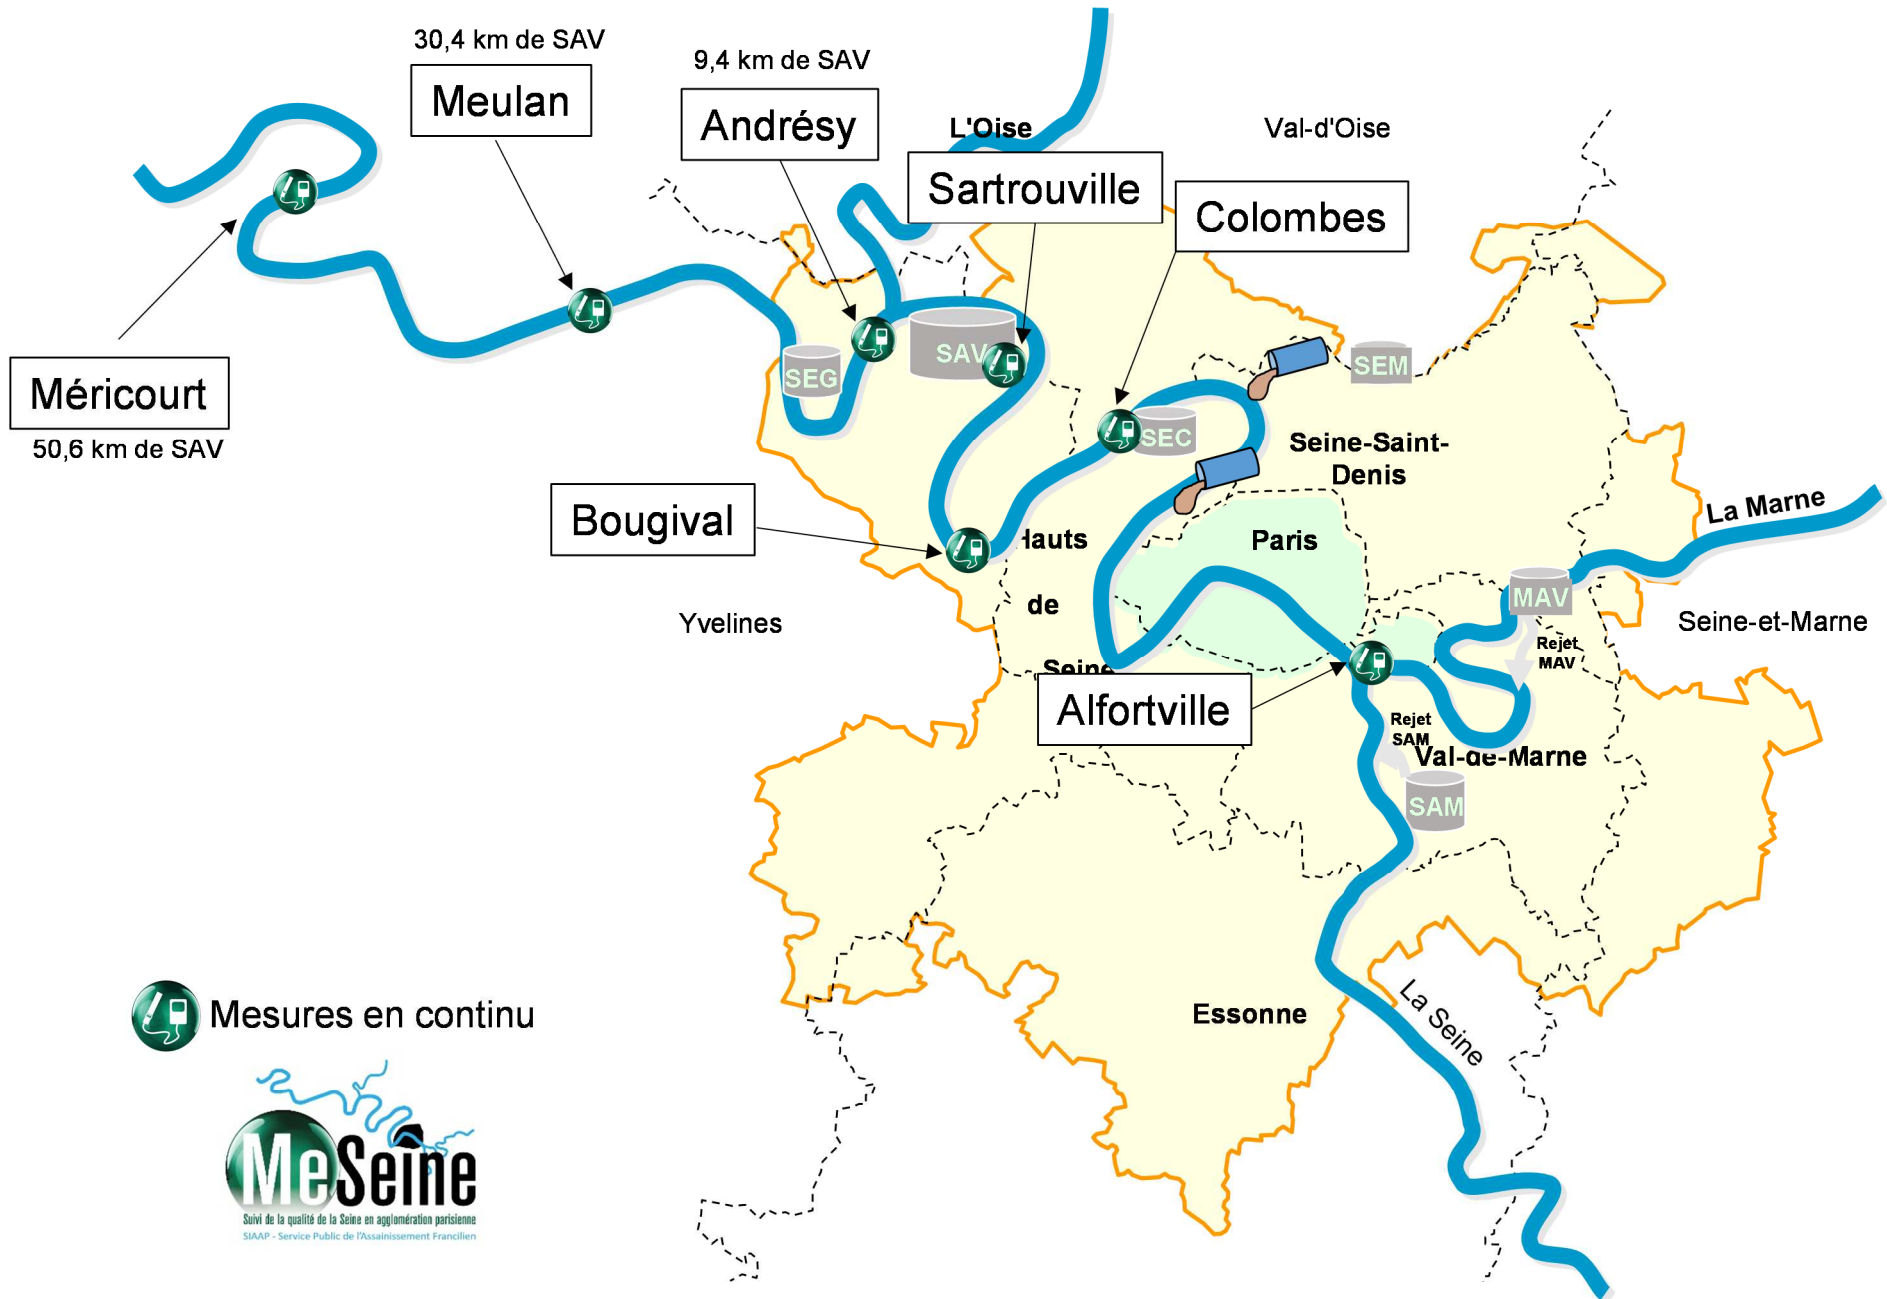 30,4 km de SAV
Meulan
9,4 km de SAV
Andrésy
L'Oise
Val-d'Oise
Sartrouville
Colombes
Méricourt
50,6 km de SAV
SEG
SAV
SEM
SEC
Seine-Saint-
Denis
La Marne
Bougival
Hauts
de
Seine
Paris
MAV
Rejet
MAV
Yvelines
Seine-et-Marne
Alfortville
Rejet
SAM
Val-de-Marne
SAM
Essonne
La Seine
Mesures en continu
MeSeine
Suivi de la qualité de la Seine en agglomération parisienne
SIAAP - Service Public de l'Assainissement Francilien